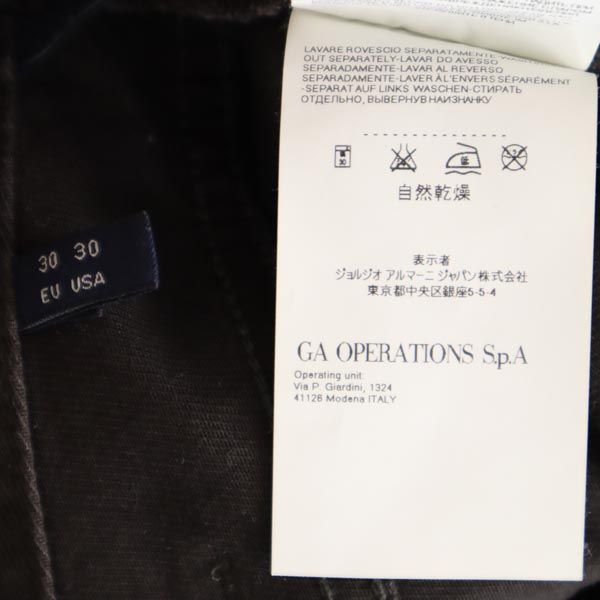 LAVARE ROVESCIO SEPARATAMENTE-WASH
OUT SEPARATELY-LAVAR DO AVESSO
SEPARADAMENTE-LAVAR AL REVERSO
SEPARADAMENTE-LAVER À L'ENVERS SÉPARÉMENT
-SEPARAT AUF LINKS WASCHEN-СТИРАТЬ
ОТДЕЛЬНО, ВЫВЕРНУВ НАИЗНАНКУ
30
自然乾燥
30 30
EU USA
表示者
ジョルジオ アルマーニ ジャパン株式会社
東京都中央区銀座5-5-4
GA OPERATIONS S.p.A
Operating unit:
Via P. Giardini, 1324
41126 Modena ITALY